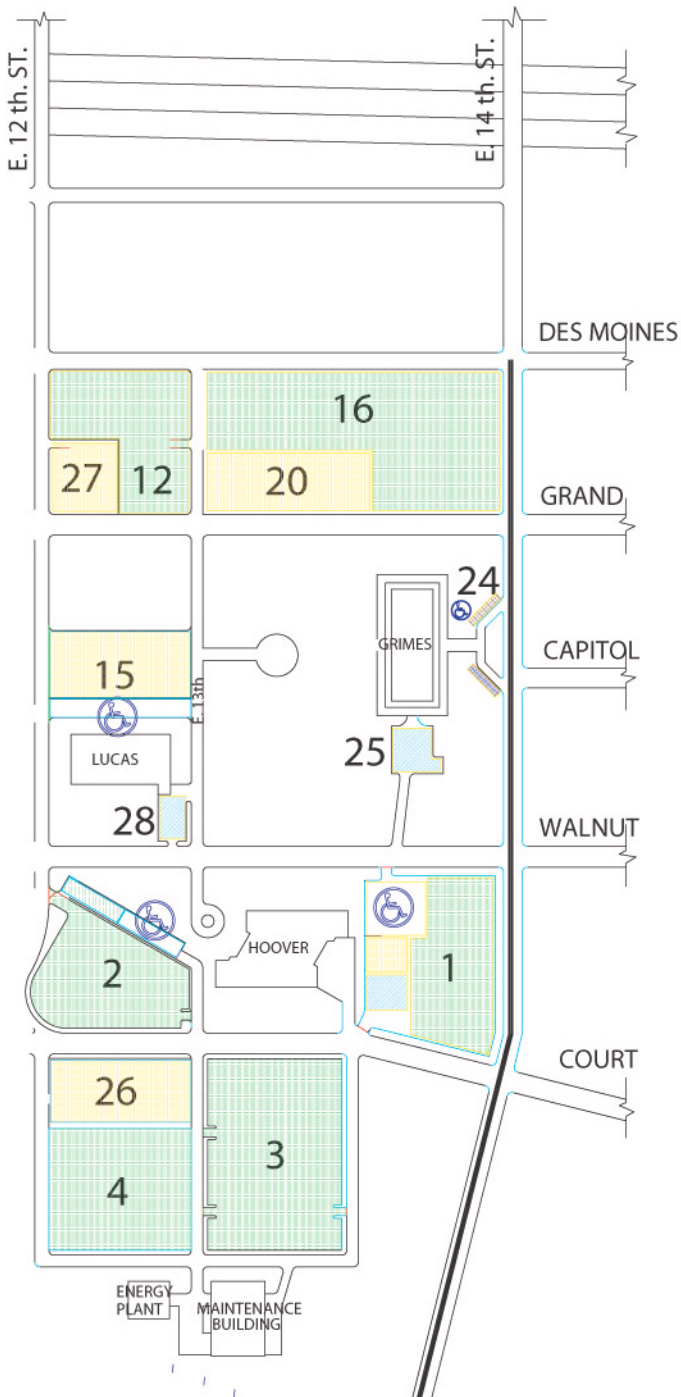 E. 12 th. ST.
E. 14 th. ST.
DES MOINES
16
27
12
20
GRAND
24
GRIMES
CAPITOL
15
E. 13th
LUCAS
25
28
WALNUT
HOOVER
2
1
COURT
26
3
4
ENERGY
PLANT
MAINTENANCE
BUILDING